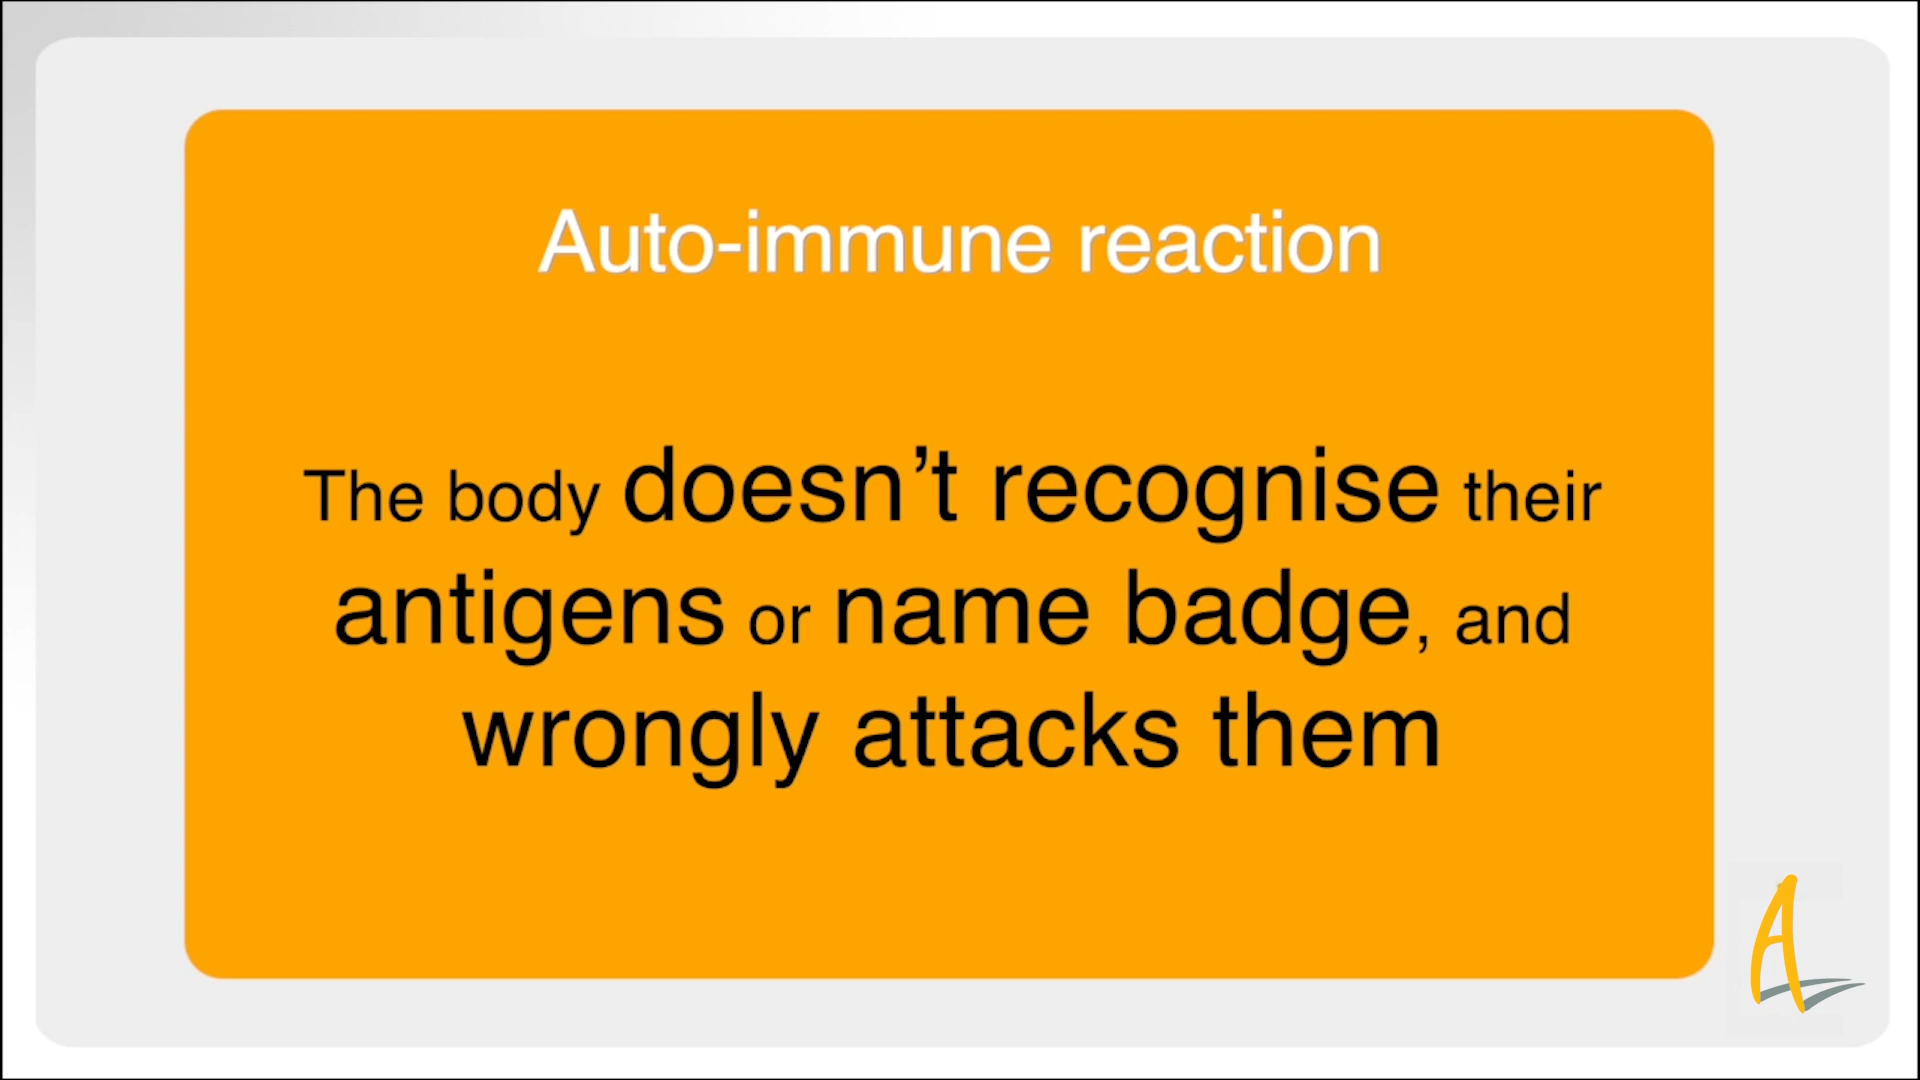 Auto-immune reaction
The body doesn’t recognise their
antigens or name badge, and
wrongly attacks them
A